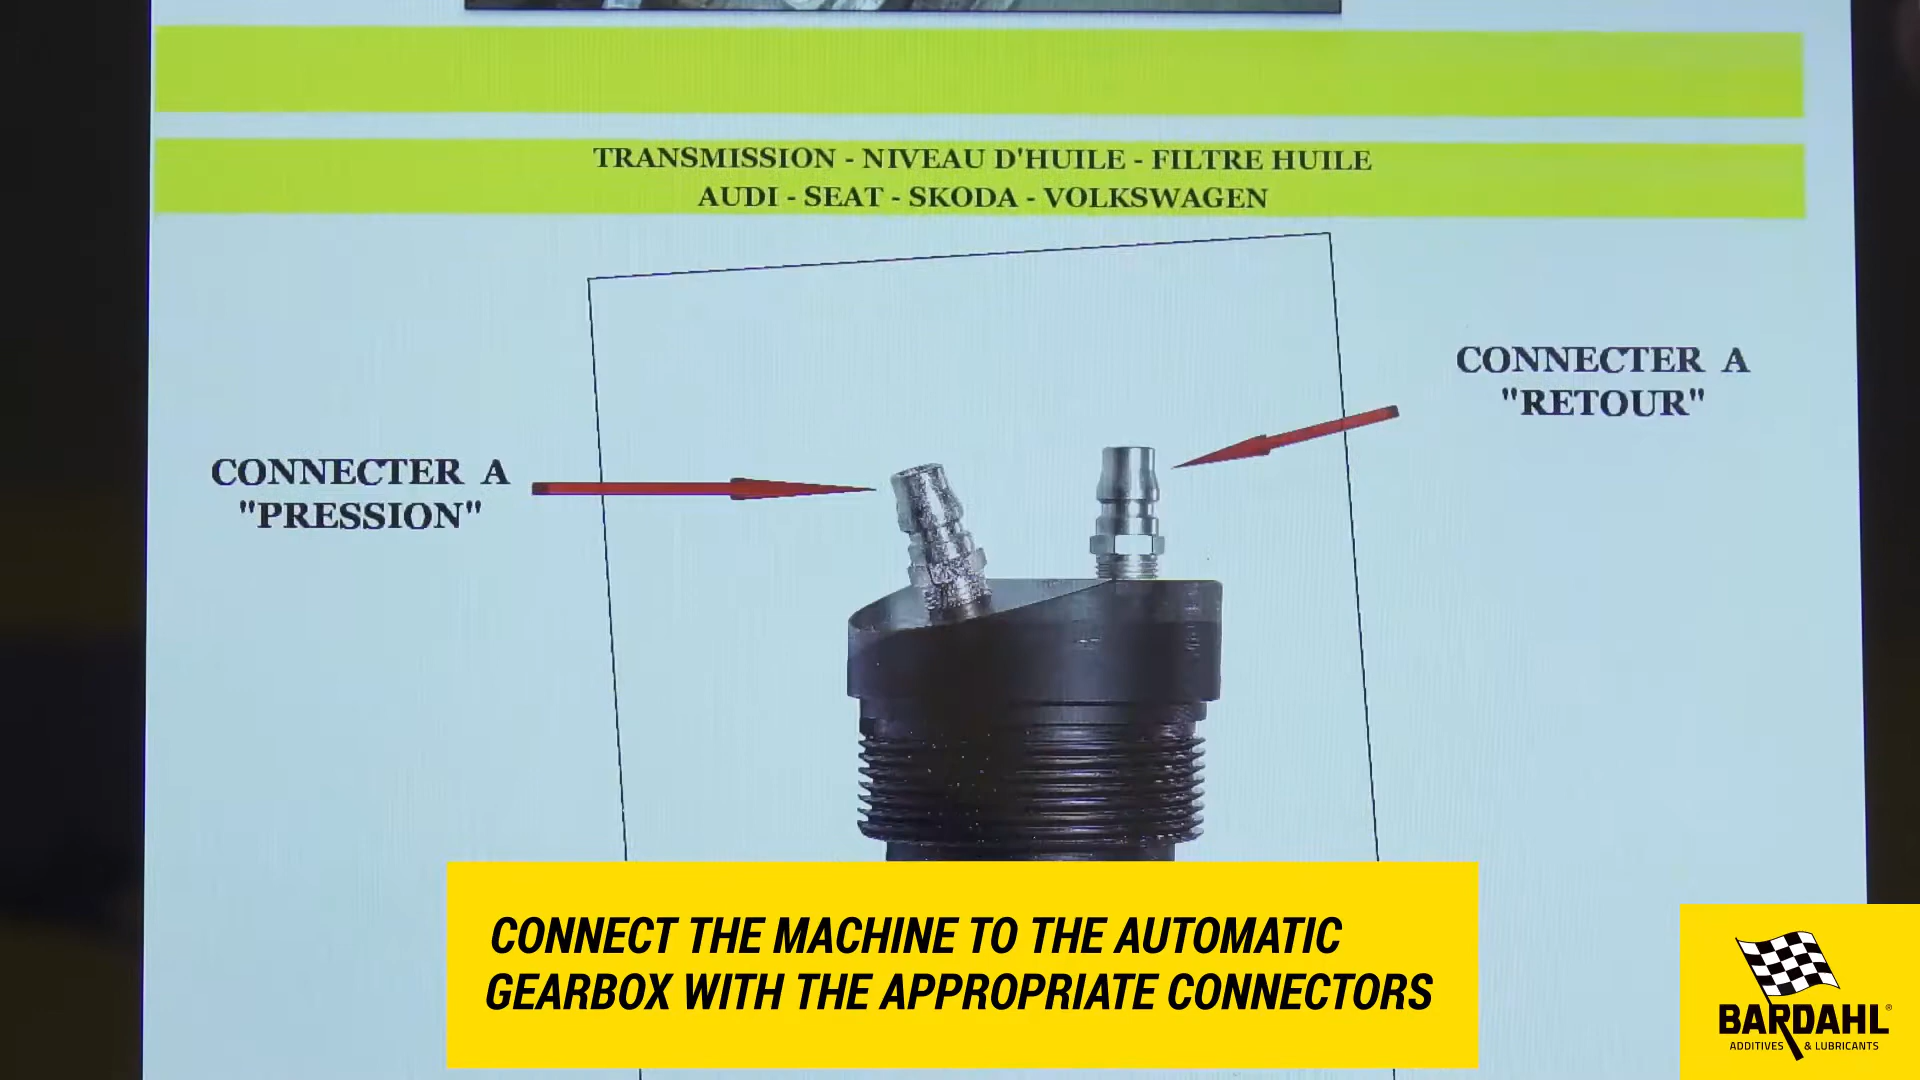 TRANSMISSION - NIVEAU D'HUILE - FILTRE HUILE
AUDI - SEAT - SKODA - VOLKSWAGEN
CONNECTER A
"RETOUR"
CONNECTER A
"PRESSION"
CONNECT THE MACHINE TO THE AUTOMATIC
GEARBOX WITH THE APPROPRIATE CONNECTORS
BARDAHL®
ADDITIVES & LUBRICANTS